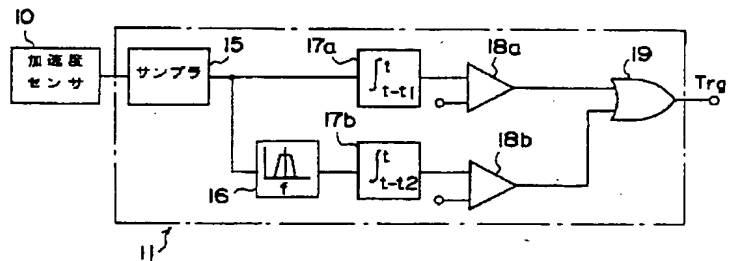 10
加速度
センサ
15
サンプラ
16
f
17a
∫t
t-t1
17b
∫t
t-t2
18a
18b
19
Trg
11